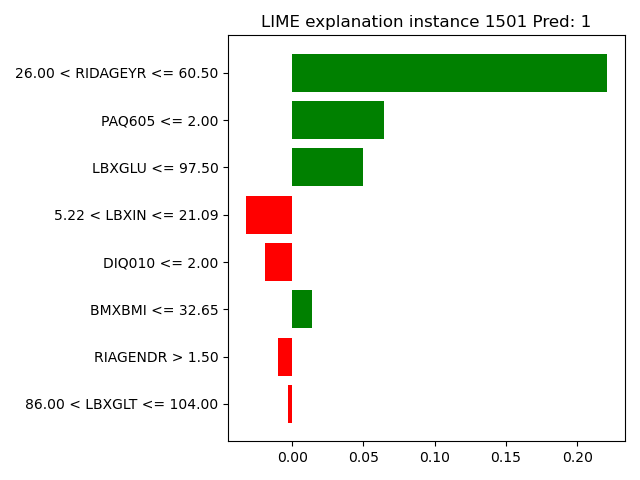 LIME explanation instance 1501 Pred: 1
26.00 < RIDAGEYR <= 60.50
PAQ605 <= 2.00
LBXGLU <= 97.50
5.22 < LBXIN <= 21.09
DIQ010 <= 2.00
BMXBMI <= 32.65
RIAGENDR > 1.50
86.00 < LBXGLT <= 104.00
0.00 0.05 0.10 0.15 0.20